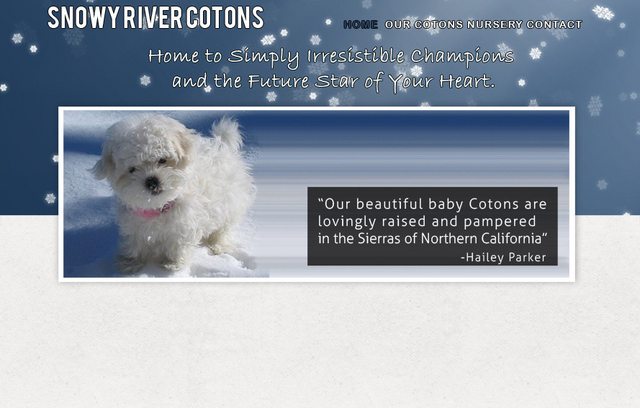 SNOWY RIVER COTONS
HOME OUR COTONS NURSERY CONTACT
Home to Simply Irresistible Champions
and the Future Star of Your Heart.
“Our beautiful baby Cotons are
lovingly raised and pampered
in the Sierras of Northern California”
-Hailey Parker